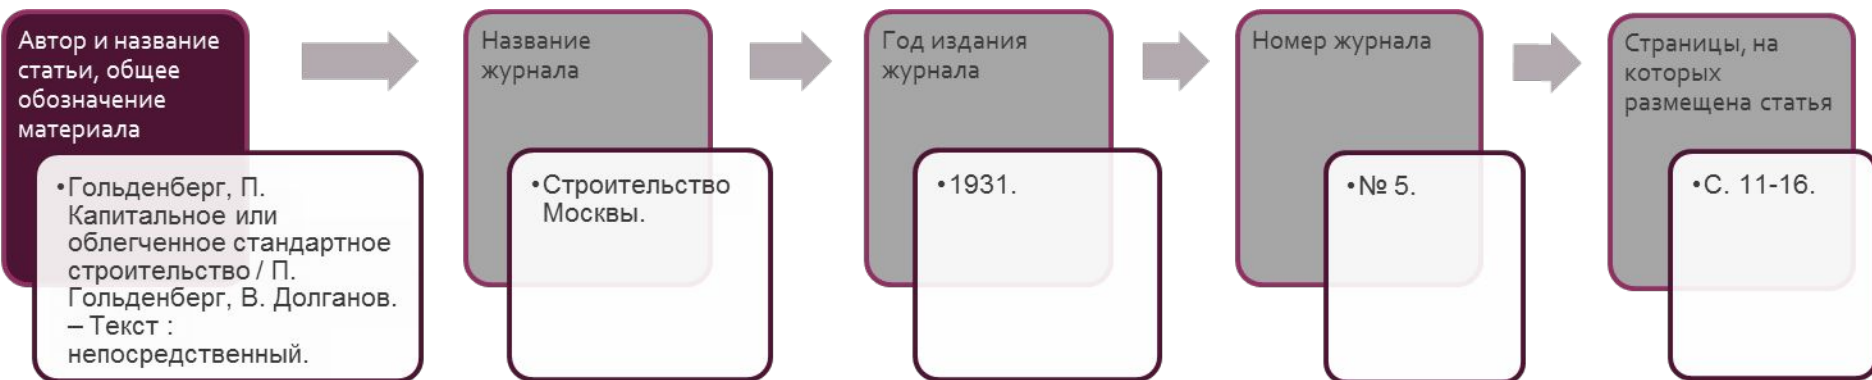 Автор и название
статьи, общее
обозначение
материала
•Гольденберг, П.
Капитальное или
облегченное стандартное
строительство / П.
Гольденберг, В. Долганов.
– Текст :
непосредственный.
Название
журнала
•Строительство
Москвы.
Год издания
журнала
•1931.
Номер журнала
•№ 5.
Страницы, на
которых
размещена статья
•С. 11-16.